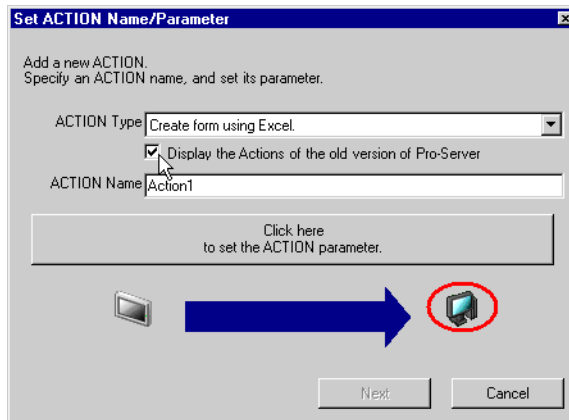 Set ACTION Name/Parameter
Add a new ACTION.
Specify an ACTION name, and set its parameter.
ACTION Type Create form using Excel.
Display the Actions of the old version of Pro-Server
ACTION Name Action1
Click here
to set the ACTION parameter.
Next Cancel